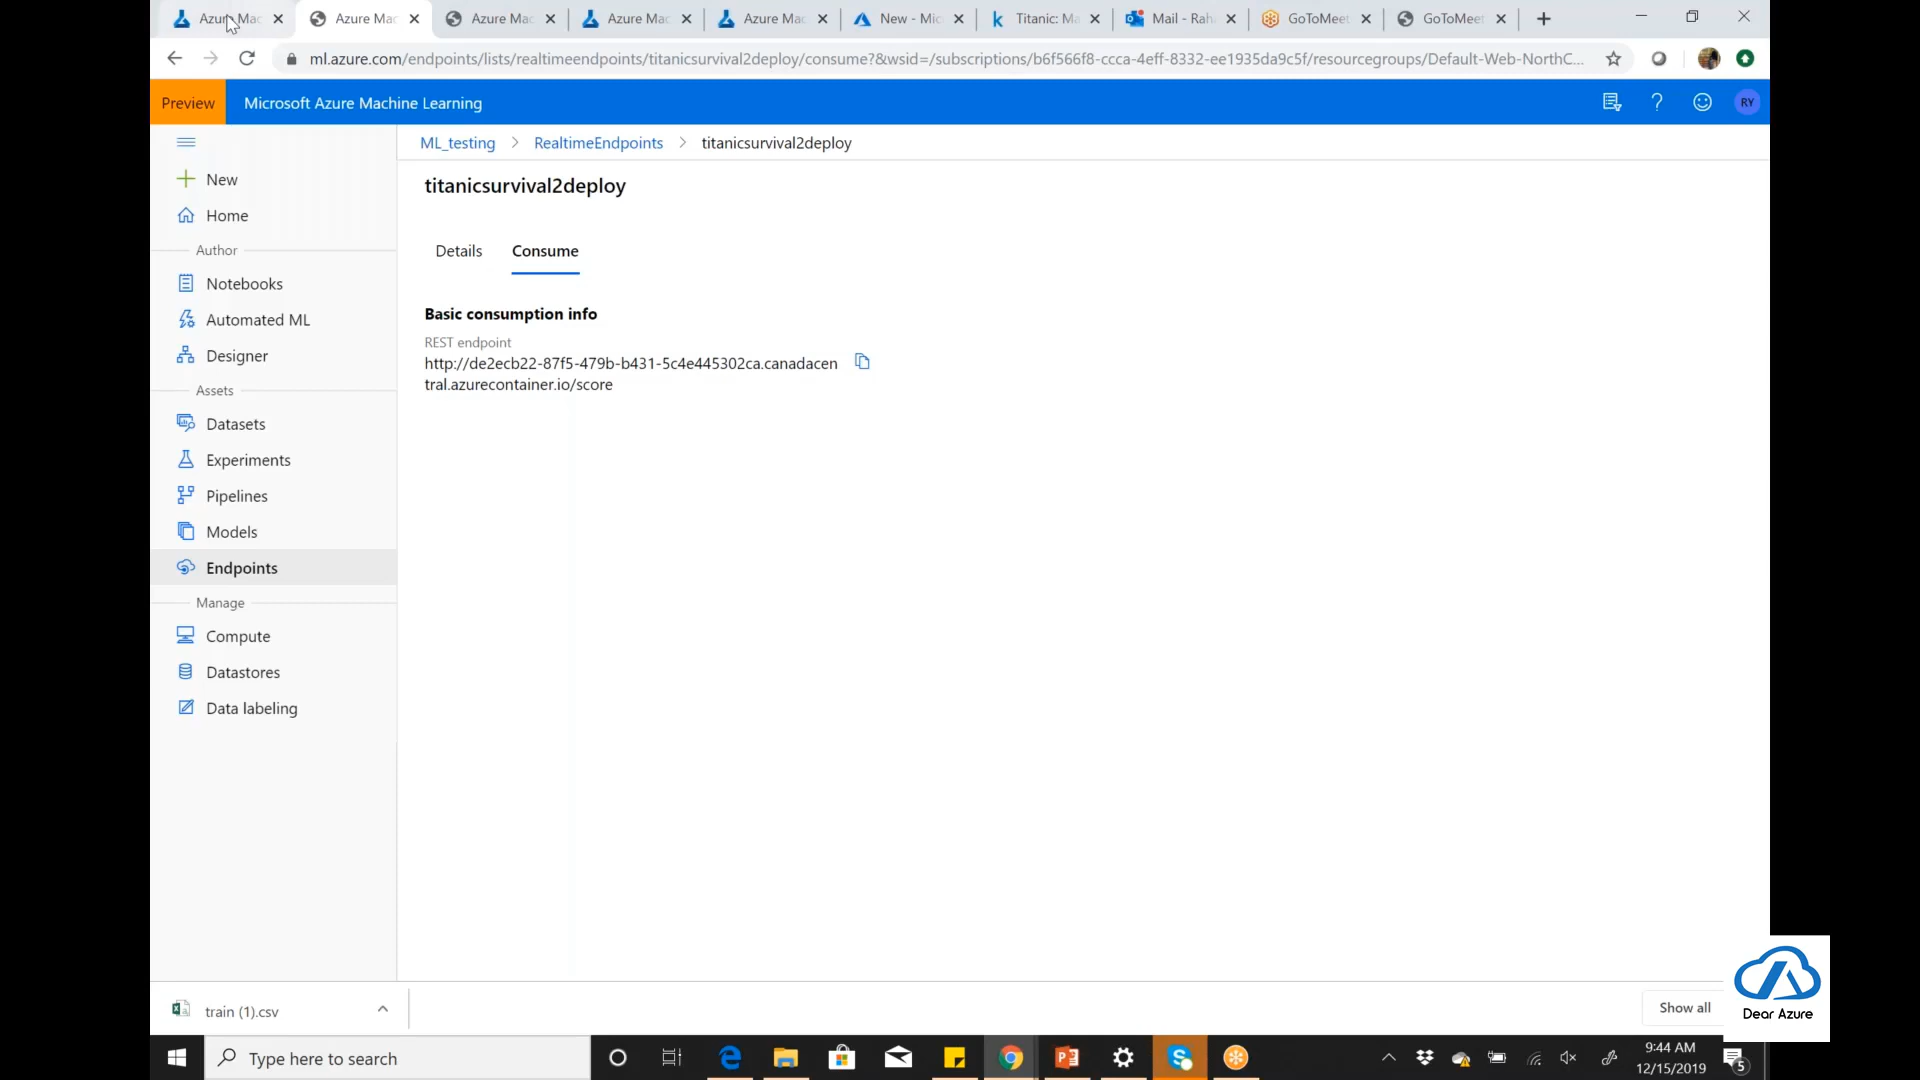 Azure Mac
Azure Mac
Azure Mac
Azure Mac
Azure Mac
New - Mic
Titanic: Ma
Mail - Rah
GoToMeet
GoToMeet
ml.azure.com/endpoints/lists/realtimeendpoints/titanicsurvival2deploy/consume?&wsid=/subscriptions/b6f566f8-ccca-4eff-8332-ee1935da9c5f/resourcegroups/Default-Web-NorthC...
Preview
Microsoft Azure Machine Learning
RY
ML_testing > RealtimeEndpoints > titanicsurvival2deploy
New
Home
Author
Notebooks
Automated ML
Designer
Assets
Datasets
Experiments
Pipelines
Models
Endpoints
Manage
Compute
Datastores
Data labeling
titanicsurvival2deploy
Details
Consume
Basic consumption info
REST endpoint
http://de2ecb22-87f5-479b-b431-5c4e445302ca.canadacen
tral.azurecontainer.io/score
train (1).csv
Show all
Dear Azure
Type here to search
9:44 AM
12/15/2019
5